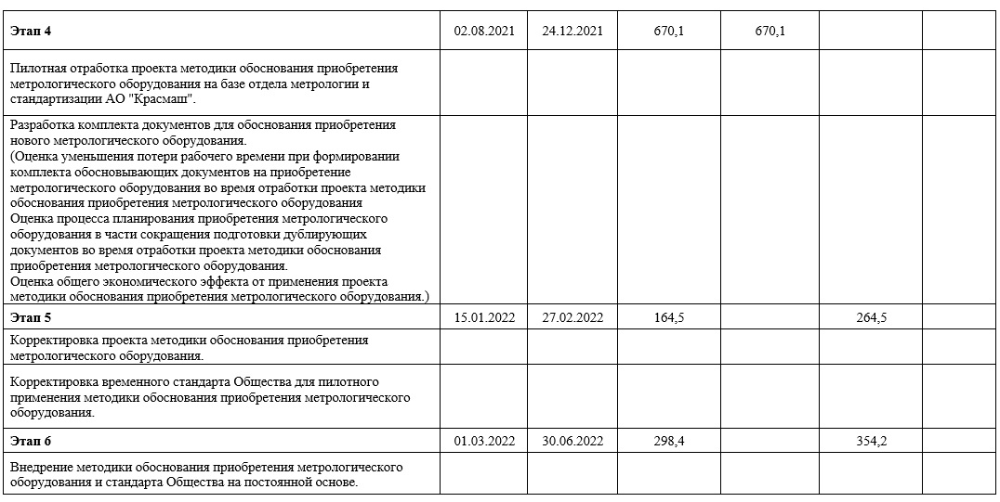 Этап 4 02.08.2021 24.12.2021 670,1 670,1
Пилотная отработка проекта методики обоснования приобретения
метрологического оборудования на базе отдела метрологии и
стандартизации АО "Красмаш".
Разработка комплекта документов для обоснования приобретения
нового метрологического оборудования.
(Оценка уменьшения потери рабочего времени при формировании
комплекта обосновывающих документов на приобретение
метрологического оборудования во время отработки проекта методики
обоснования приобретения метрологического оборудования
Оценка процесса планирования приобретения метрологического
оборудования в части сокращения подготовки дублирующих
документов во время отработки проекта методики обоснования
приобретения метрологического оборудования.
Оценка общего экономического эффекта от применения проекта
методики обоснования приобретения метрологического оборудования.)
Этап 5 15.01.2022 27.02.2022 164,5 264,5
Корректировка проекта методики обоснования приобретения
метрологического оборудования.
Корректировка временного стандарта Общества для пилотного
применения методики обоснования приобретения метрологического
оборудования.
Этап 6 01.03.2022 30.06.2022 298,4 354,2
Внедрение методики обоснования приобретения метрологического
оборудования и стандарта Общества на постоянной основе.